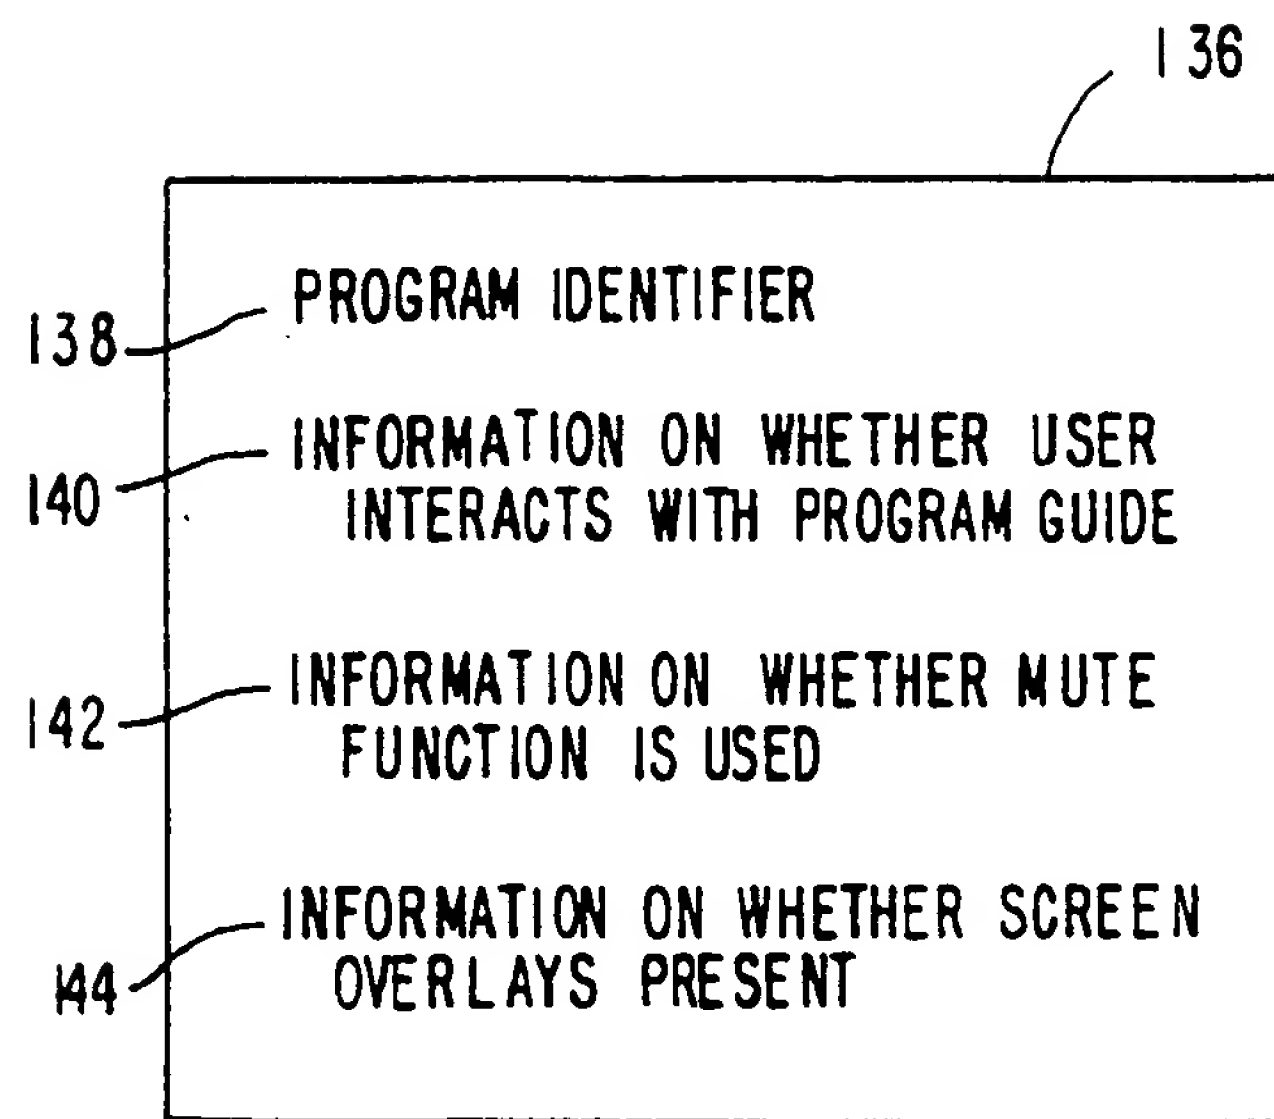 136
138 PROGRAM IDENTIFIER
140 INFORMATION ON WHETHER USER
INTERACTS WITH PROGRAM GUIDE
142 INFORMATION ON WHETHER MUTE
FUNCTION IS USED
144 INFORMATION ON WHETHER SCREEN
OVERLAYS PRESENT